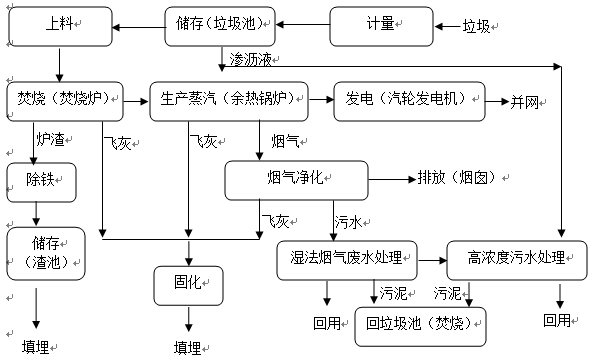 上料
储存（垃圾池）
计量
垃圾
渗沥液
焚烧（焚烧炉）
生产蒸汽（余热锅炉）
发电（汽轮发电机）
并网
炉渣
飞灰
飞灰
烟气
除铁
烟气净化
排放（烟囱）
飞灰
污水
储存
（渣池）
湿法烟气废水处理
高浓度污水处理
固化
污泥
污泥
回用
回垃圾池（焚烧）
回用
填埋
填埋